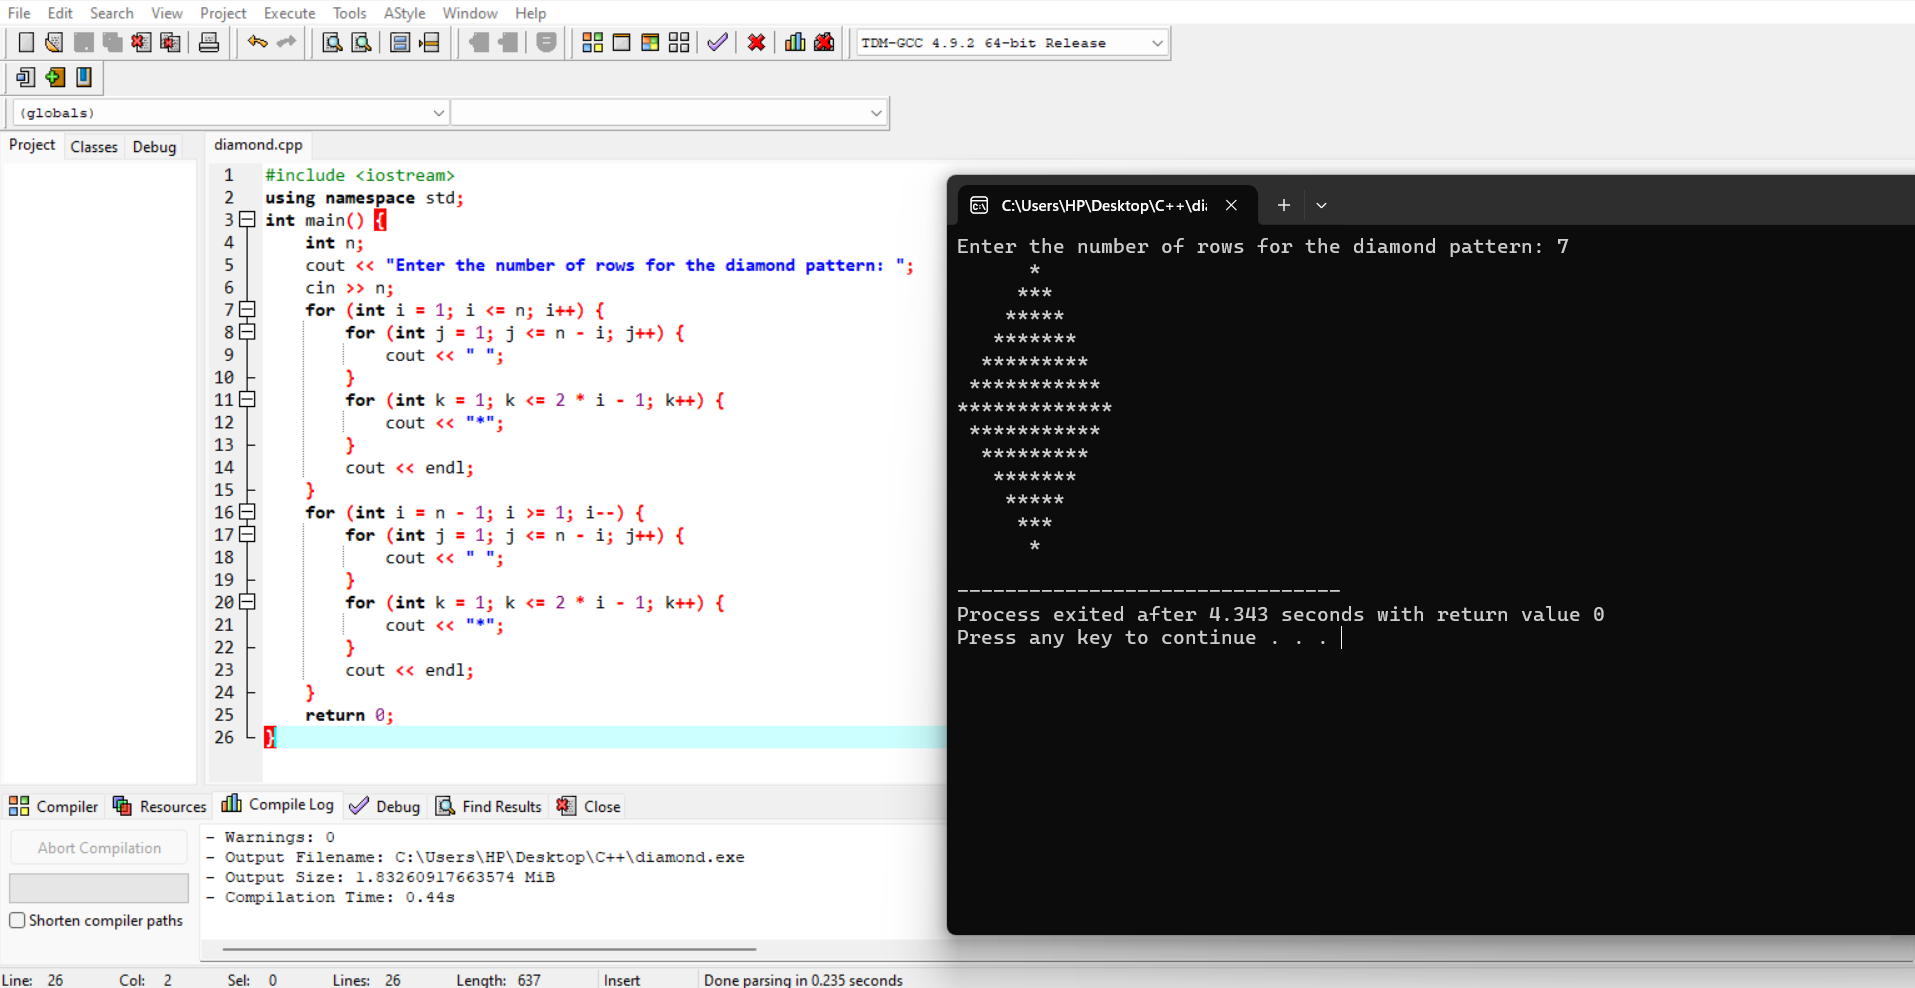 File Edit Search View Project Execute Tools AStyle Window Help
TDM-GCC 4.9.2 64-bit Release
(globals)
Project Classes Debug
diamond.cpp
1 #include <iostream>
2 using namespace std;
3 int main() {
4     int n;
5     cout << "Enter the number of rows for the diamond pattern: ";
6     cin >> n;
7     for (int i = 1; i <= n; i++) {
8         for (int j = 1; j <= n - i; j++) {
9             cout << " ";
10         }
11         for (int k = 1; k <= 2 * i - 1; k++) {
12             cout << "*";
13         }
14         cout << endl;
15     }
16     for (int i = n - 1; i >= 1; i--) {
17         for (int j = 1; j <= n - i; j++) {
18             cout << " ";
19         }
20         for (int k = 1; k <= 2 * i - 1; k++) {
21             cout << "*";
22         }
23         cout << endl;
24     }
25     return 0;
26 }
C:\Users\HP\Desktop\C++\di
Enter the number of rows for the diamond pattern: 7
      *
     ***
    *****
   *******
  *********
 ***********
*************
 ***********
  *********
   *******
    *****
     ***
      *
--------------------------------
Process exited after 4.343 seconds with return value 0
Press any key to continue . . .
Compiler Resources Compile Log Debug Find Results Close
Abort Compilation
Shorten compiler paths
- Warnings: 0
- Output Filename: C:\Users\HP\Desktop\C++\diamond.exe
- Output Size: 1.83260917663574 MiB
- Compilation Time: 0.44s
Line: 26 Col: 2 Sel: 0 Lines: 26 Length: 637 Insert Done parsing in 0.235 seconds